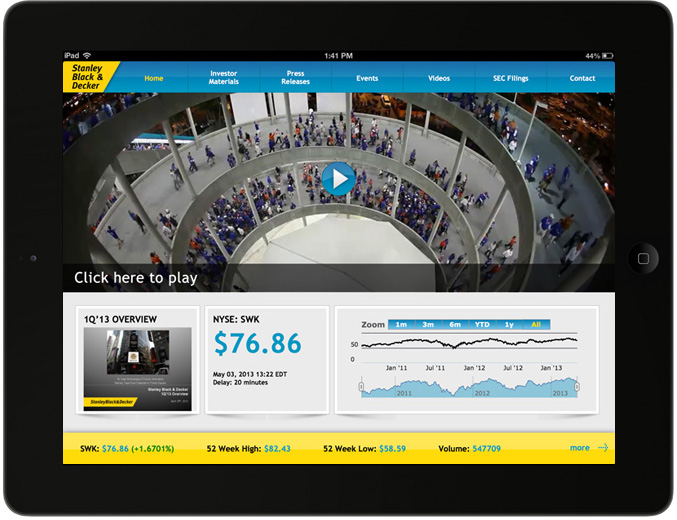 iPad
1:41 PM
44%
Stanley
Black &
Decker
Home
Investor
Materials
Press
Releases
Events
Videos
SEC Filings
Contact
Click here to play
1Q'13 OVERVIEW
Stanley Black & Decker
1Q'13 Overview
StanleyBlack&Decker
NYSE: SWK
$76.86
May 03, 2013 13:22 EDT
Delay: 20 minutes
Zoom 1m 3m 6m YTD 1y All
50
0
Jan '11 Jul '11 Jan '12 Jul '12 Jan '13
2011 2012 2013
SWK: $76.86 (+1.6701%) 52 Week High: $82.43 52 Week Low: $58.59 Volume: 547709 more